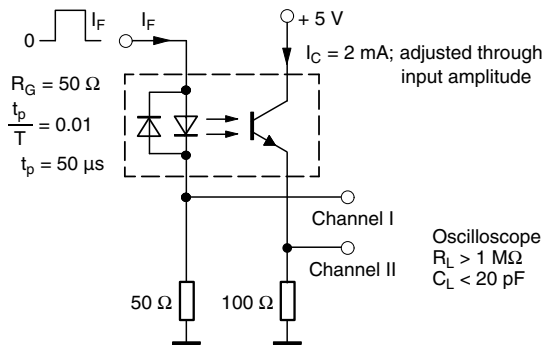 0
I_F
I_F
+ 5 V
I_C = 2 mA; adjusted through
input amplitude
R_G = 50 Ω
t_p
T
= 0.01
t_p = 50 µs
Channel I
Channel II
Oscilloscope
R_L > 1 MΩ
C_L < 20 pF
50 Ω
100 Ω